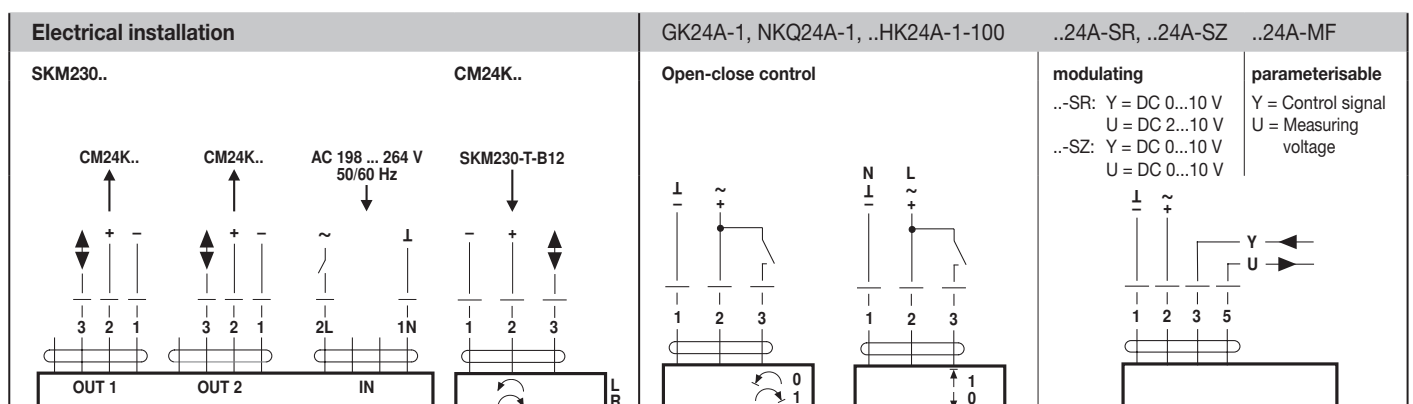 Electrical installation
GK24A-1, NKQ24A-1, ..HK24A-1-100
..24A-SR, ..24A-SZ
..24A-MF
SKM230..
CM24K..
Open-close control
modulating
parameterisable
..-SR: Y = DC 0...10 V
U = DC 2...10 V
..-SZ: Y = DC 0...10 V
U = DC 0...10 V
Y = Control signal
U = Measuring
voltage
CM24K..
CM24K..
AC 198 ... 264 V
50/60 Hz
SKM230-T-B12
N L
⊥ ~
– +
⊥ ~
– +
⊥ ~
– +
+ –
+ –
~ ⊥
– +
Y
U
3 2 1
3 2 1
2L 1N
1 2 3
1 2 3
1 2 3
1 2 3 5
OUT 1
OUT 2
IN
L
R
0
1
1
0